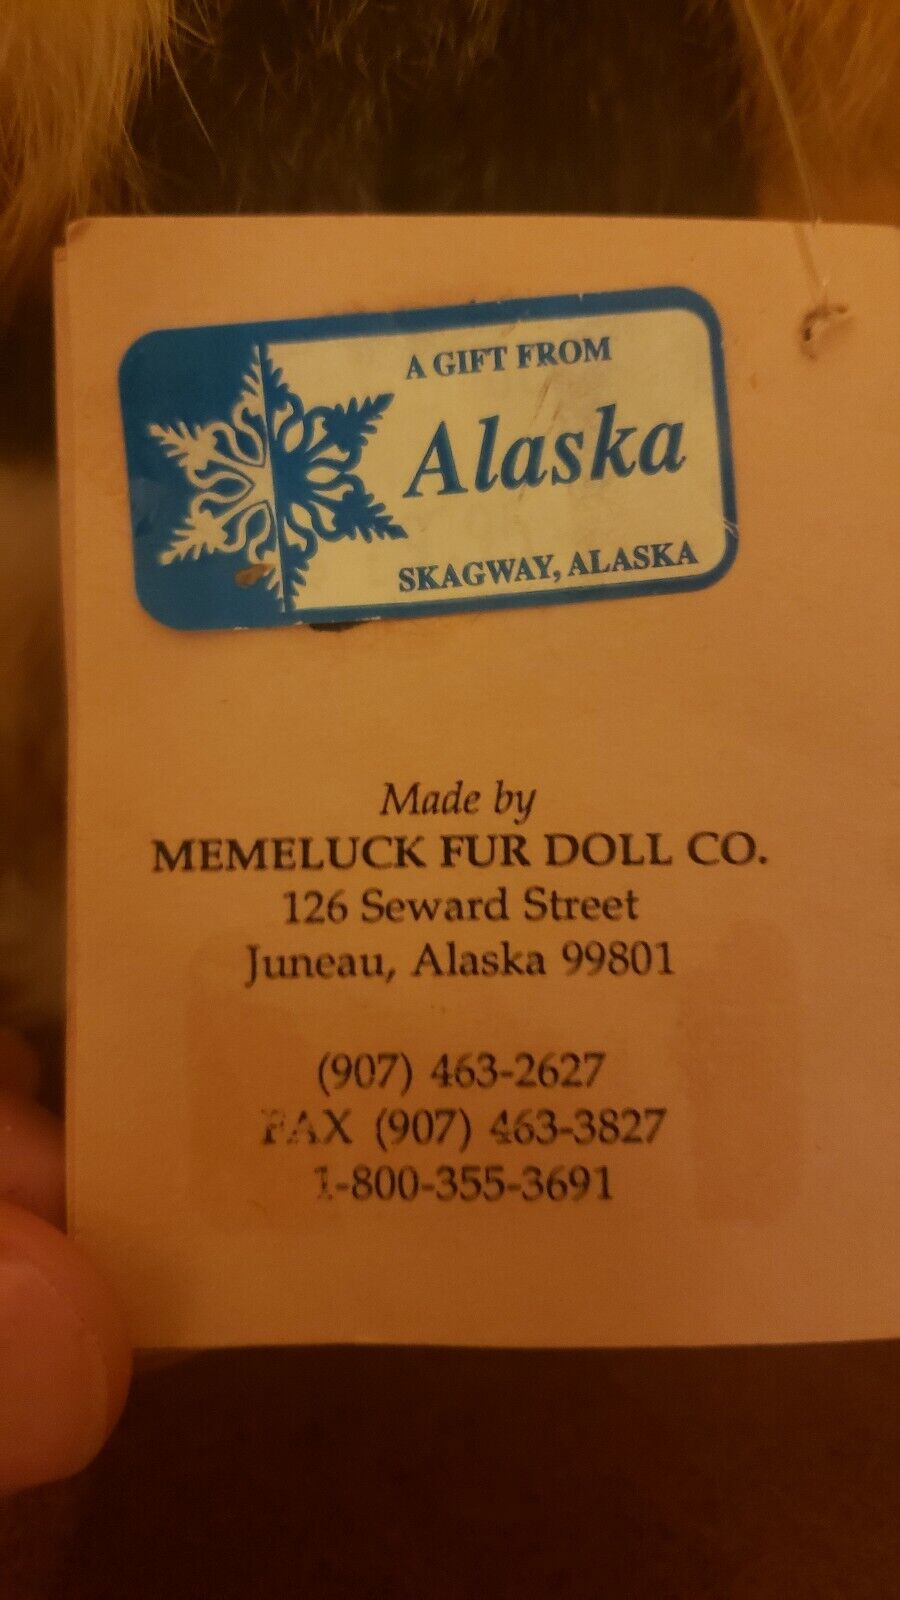 A GIFT FROM
Alaska
SKAGWAY, ALASKA
Made by
MEMELUCK FUR DOLL CO.
126 Seward Street
Juneau, Alaska 99801
(907) 463-2627
FAX (907) 463-3827
1-800-355-3691